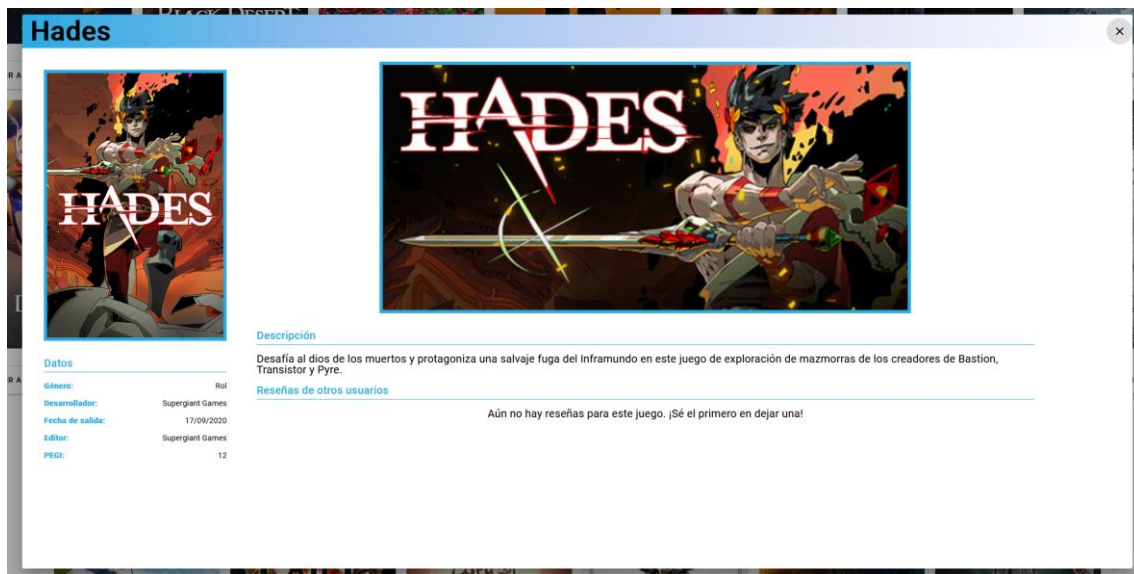 BLACK DESERT
Hades
×
R A
HADES
HADES
Datos
Género: Rol
Desarrollador: Supergiant Games
Fecha de salida: 17/09/2020
Editor: Supergiant Games
PEGI: 12
Descripción
Desafía al dios de los muertos y protagoniza una salvaje fuga del Inframundo en este juego de exploración de mazmorras de los creadores de Bastion,
Transistor y Pyre.
Reseñas de otros usuarios
Aún no hay reseñas para este juego. ¡Sé el primero en dejar una!
R A